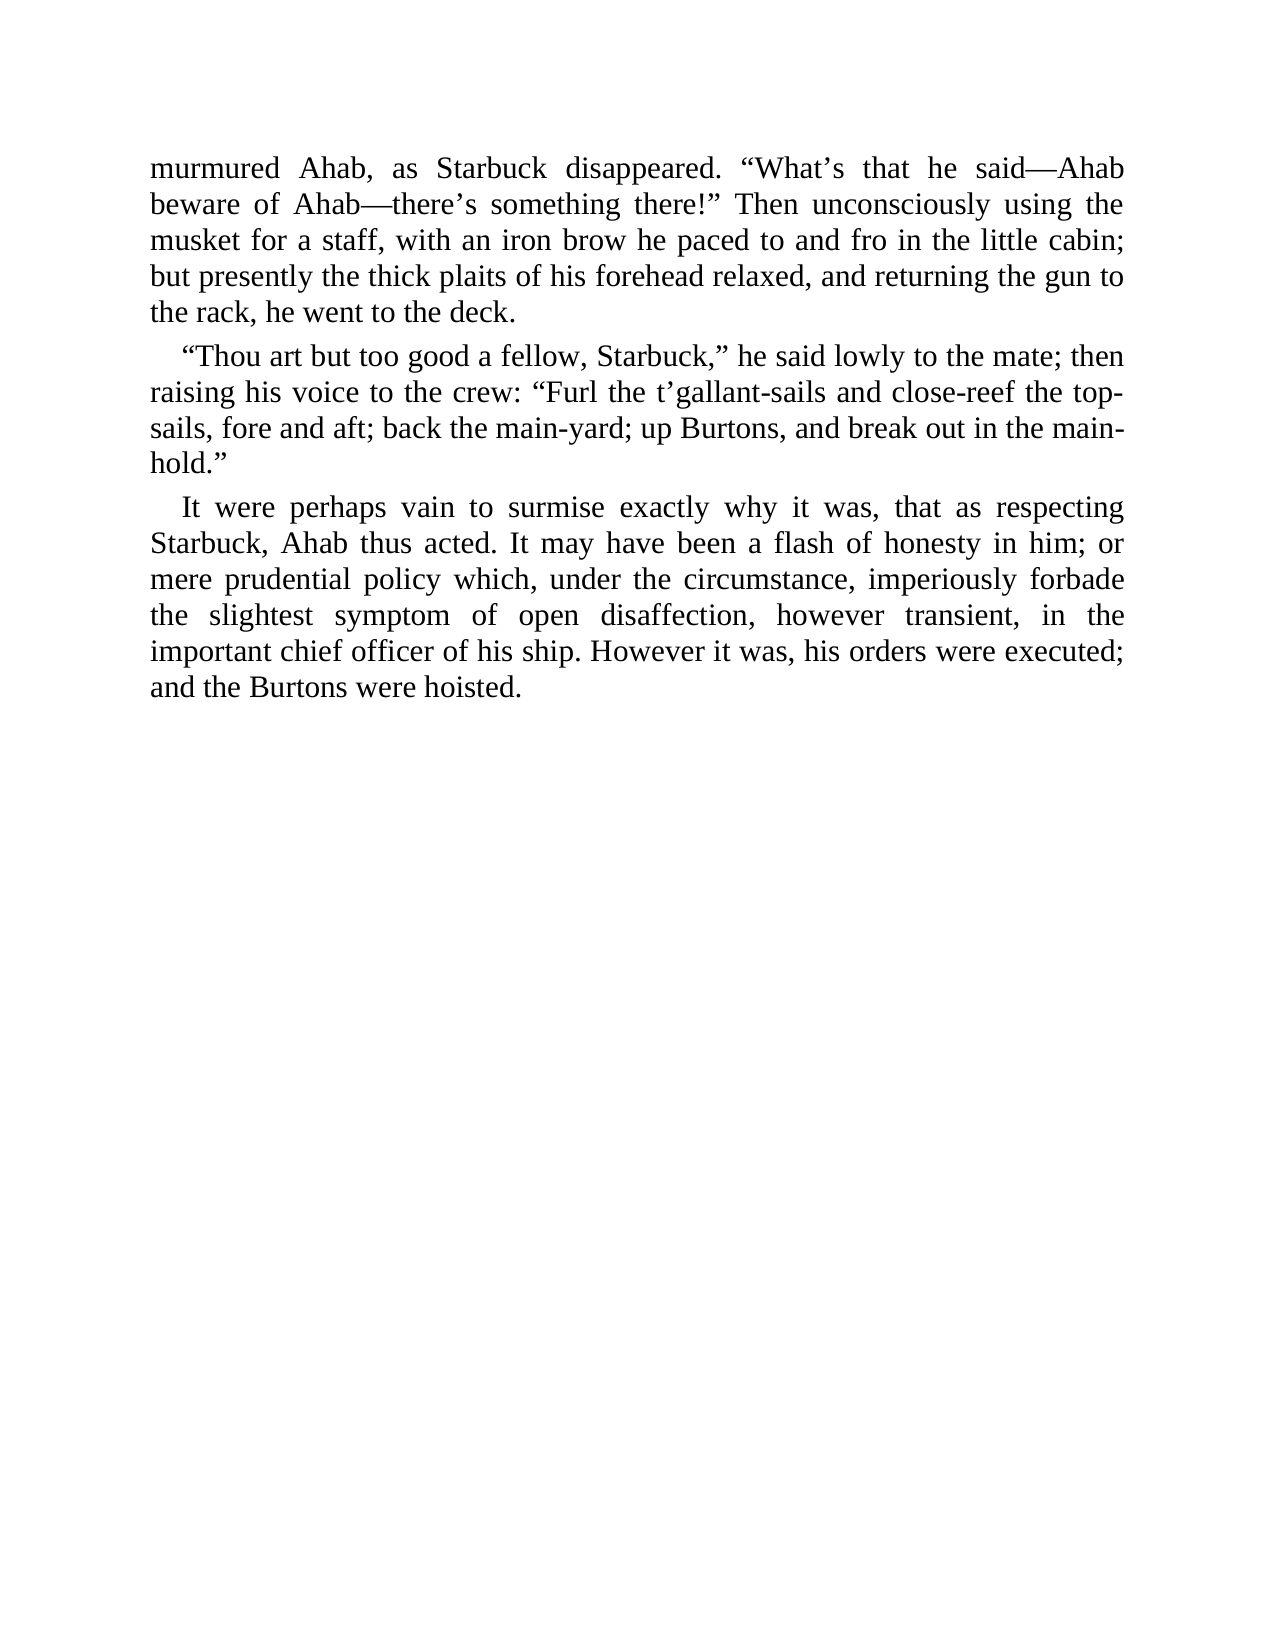 murmured Ahab, as Starbuck disappeared. “What’s that he said—Ahab
beware of Ahab—there’s something there!” Then unconsciously using the
musket for a staff, with an iron brow he paced to and fro in the little cabin;
but presently the thick plaits of his forehead relaxed, and returning the gun to
the rack, he went to the deck.
“Thou art but too good a fellow, Starbuck,” he said lowly to the mate; then
raising his voice to the crew: “Furl the t’gallant-sails and close-reef the top-
sails, fore and aft; back the main-yard; up Burtons, and break out in the main-
hold.”
It were perhaps vain to surmise exactly why it was, that as respecting
Starbuck, Ahab thus acted. It may have been a flash of honesty in him; or
mere prudential policy which, under the circumstance, imperiously forbade
the slightest symptom of open disaffection, however transient, in the
important chief officer of his ship. However it was, his orders were executed;
and the Burtons were hoisted.